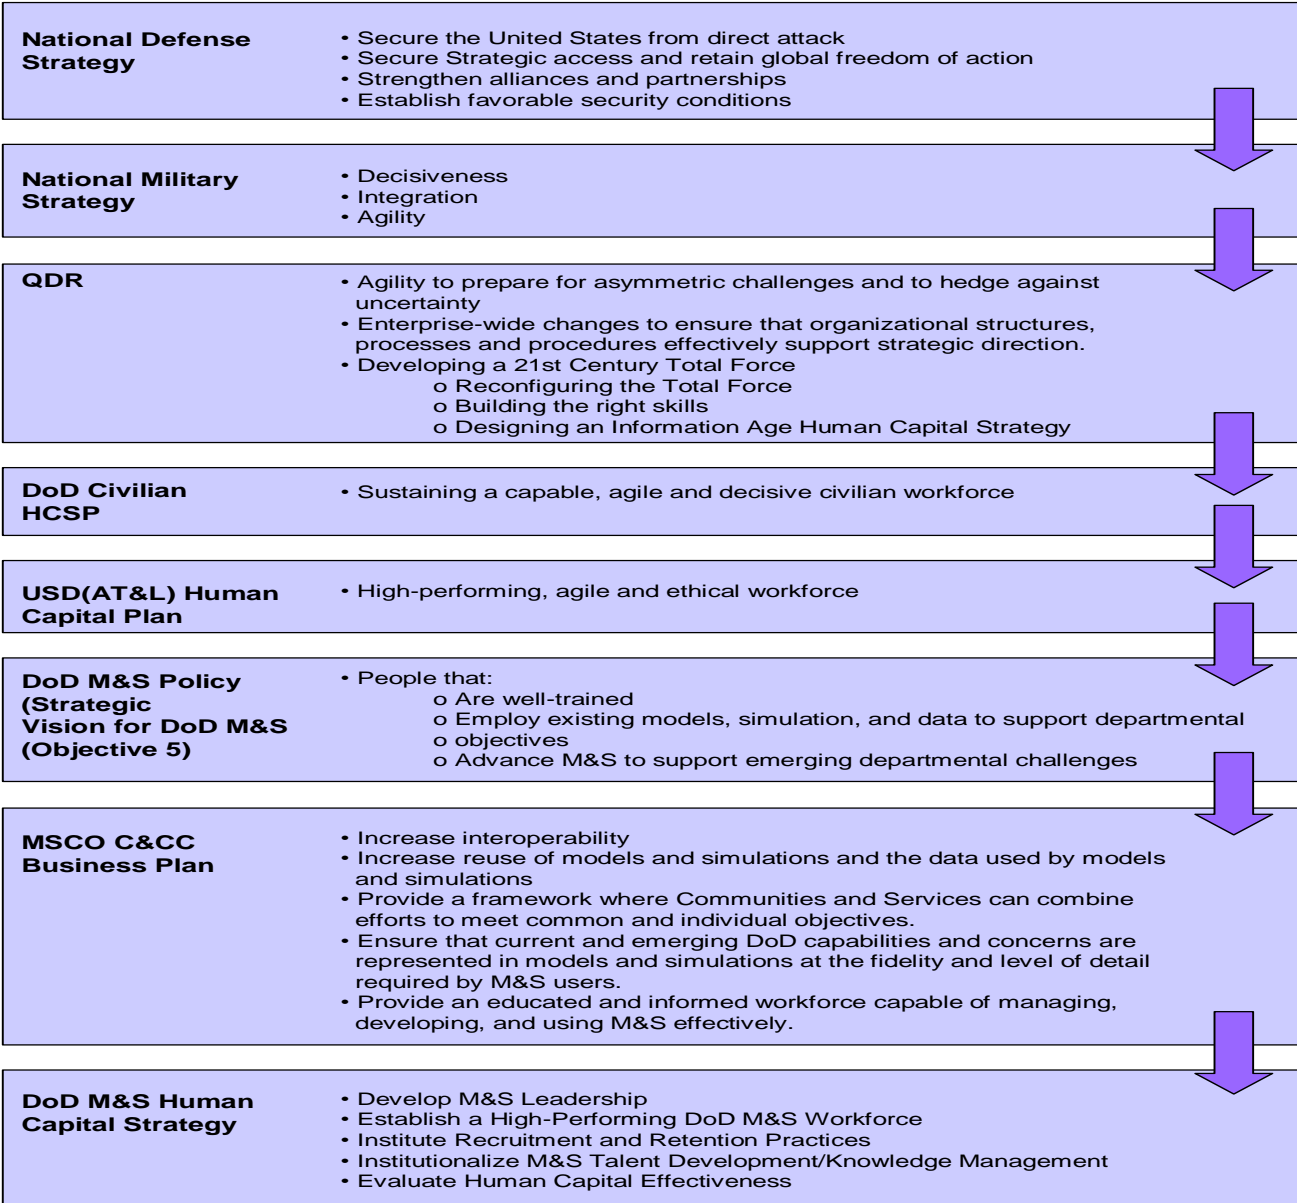 National Defense
Strategy
• Secure the United States from direct attack
• Secure Strategic access and retain global freedom of action
• Strengthen alliances and partnerships
• Establish favorable security conditions
National Military
Strategy
• Decisiveness
• Integration
• Agility
QDR
• Agility to prepare for asymmetric challenges and to hedge against
uncertainty
• Enterprise-wide changes to ensure that organizational structures,
processes and procedures effectively support strategic direction.
• Developing a 21st Century Total Force
o Reconfiguring the Total Force
o Building the right skills
o Designing an Information Age Human Capital Strategy
DoD Civilian
HCSP
• Sustaining a capable, agile and decisive civilian workforce
USD(AT&L) Human
Capital Plan
• High-performing, agile and ethical workforce
DoD M&S Policy
(Strategic
Vision for DoD M&S
(Objective 5)
• People that:
o Are well-trained
o Employ existing models, simulation, and data to support departmental
o objectives
o Advance M&S to support emerging departmental challenges
MSCO C&CC
Business Plan
• Increase interoperability
• Increase reuse of models and simulations and the data used by models
and simulations
• Provide a framework where Communities and Services can combine
efforts to meet common and individual objectives.
• Ensure that current and emerging DoD capabilities and concerns are
represented in models and simulations at the fidelity and level of detail
required by M&S users.
• Provide an educated and informed workforce capable of managing,
developing, and using M&S effectively.
DoD M&S Human
Capital Strategy
• Develop M&S Leadership
• Establish a High-Performing DoD M&S Workforce
• Institute Recruitment and Retention Practices
• Institutionalize M&S Talent Development/Knowledge Management
• Evaluate Human Capital Effectiveness